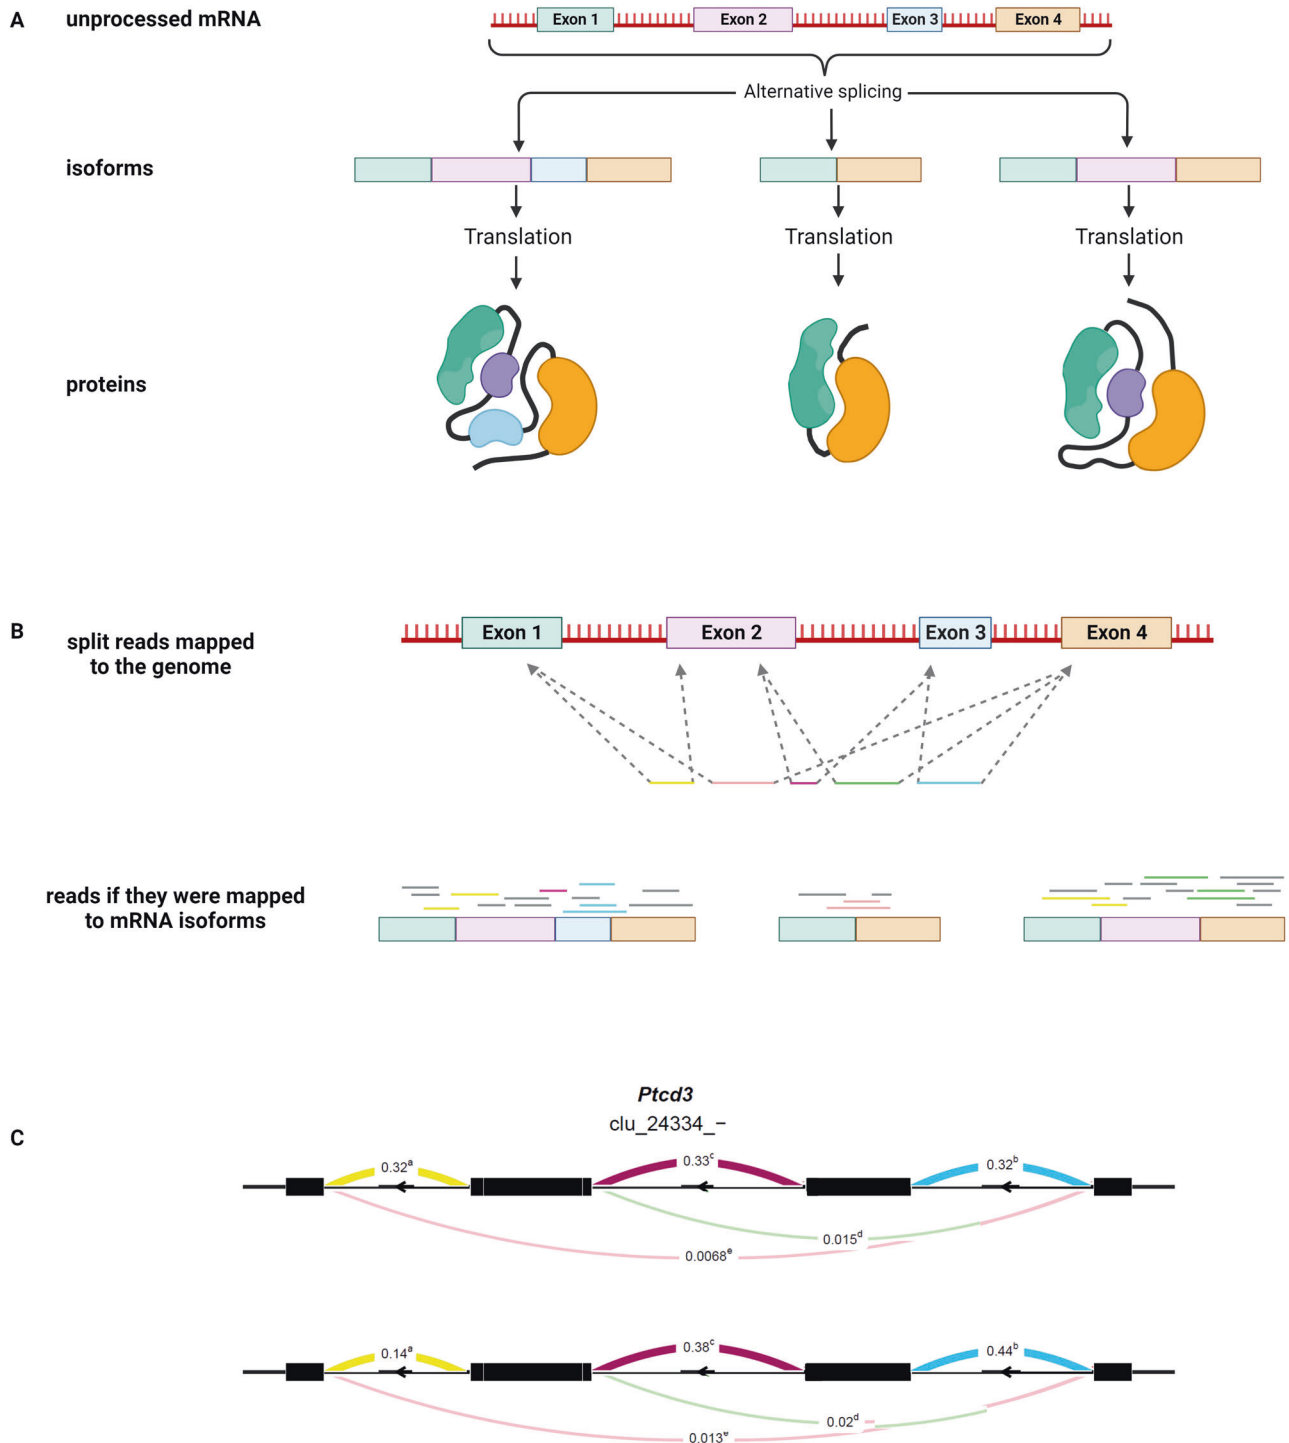 A
unprocessed mRNA
Exon 1
Exon 2
Exon 3
Exon 4
Alternative splicing
isoforms
Translation
Translation
Translation
proteins
B
split reads mapped
to the genome
Exon 1
Exon 2
Exon 3
Exon 4
reads if they were mapped
to mRNA isoforms
C
Ptcd3
clu_24334_−
0.32ᵃ
0.33ᶜ
0.32ᵇ
0.015ᵈ
0.0068ᵉ
0.14ᵃ
0.38ᶜ
0.44ᵇ
0.02ᵈ
0.013ᵉ